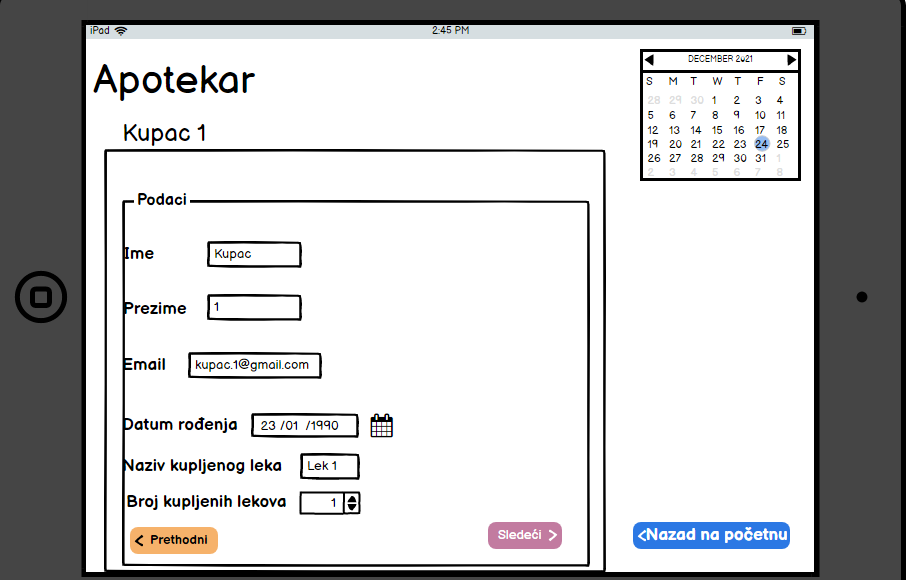 iPad 2:45 PM
Apotekar
DECEMBER 2021
S M T W T F S
28 29 30 1 2 3 4
5 6 7 8 9 10 11
12 13 14 15 16 17 18
19 20 21 22 23 24 25
26 27 28 29 30 31 1
2 3 4 5 6 7 8
Kupac 1
Podaci
Ime Kupac
Prezime 1
Email kupac.1@gmail.com
Datum rođenja 23 /01 /1990
Naziv kupljenog leka Lek 1
Broj kupljenih lekova 1
< Prethodni Sledeći >
<Nazad na početnu